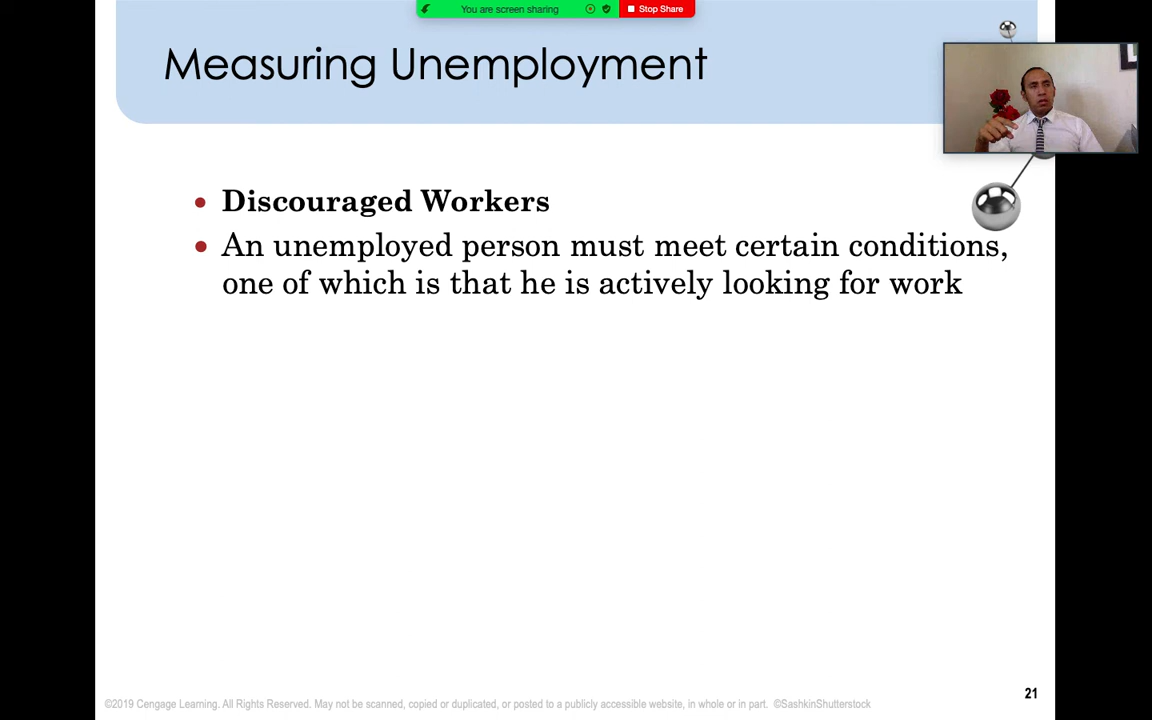 You are screen sharing
Stop Share
Measuring Unemployment
Discouraged Workers
An unemployed person must meet certain conditions,
one of which is that he is actively looking for work
21
©2019 Cengage Learning. All Rights Reserved. May not be scanned, copied or duplicated, or posted to a publicly accessible website, in whole or in part. ©SashkinShutterstock